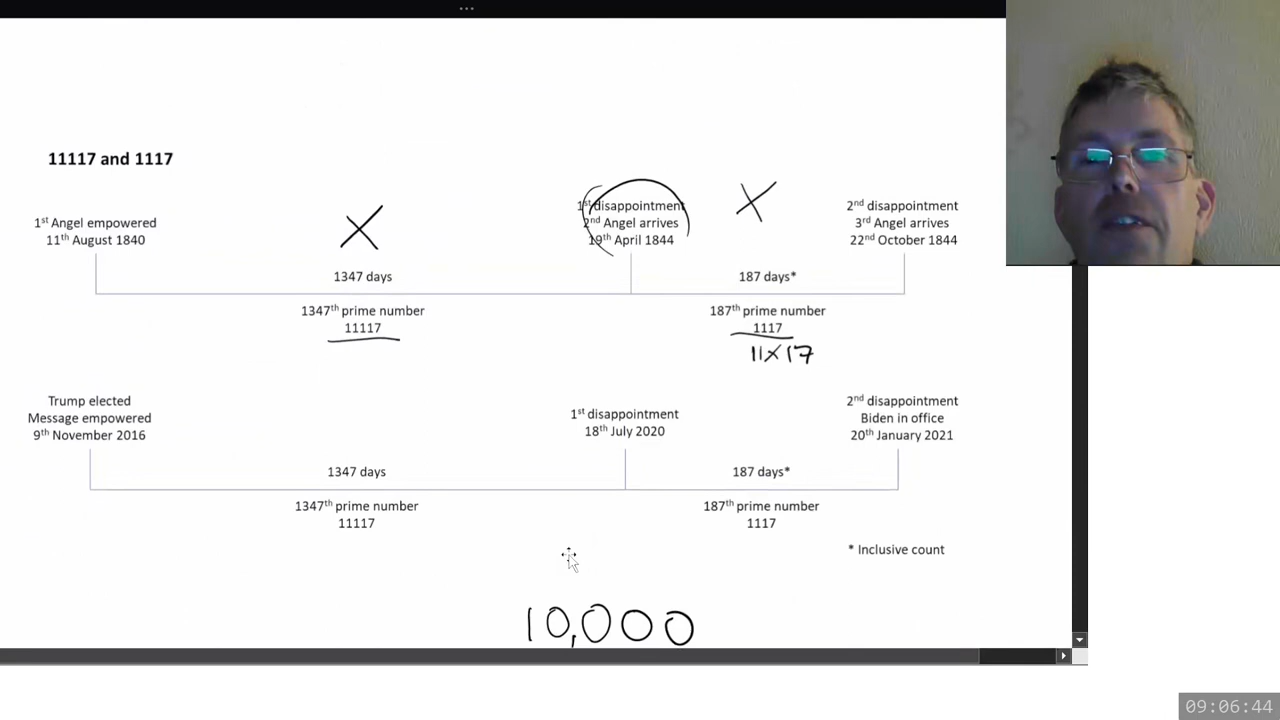 11117 and 1117
1st Angel empowered
11th August 1840
X
1st disappointment
2nd Angel arrives
19th April 1844
X
2nd disappointment
3rd Angel arrives
22nd October 1844
1347 days
187 days*
1347th prime number
11117
187th prime number
1117
11x17
Trump elected
Message empowered
9th November 2016
1st disappointment
18th July 2020
2nd disappointment
Biden in office
20th January 2021
1347 days
187 days*
1347th prime number
11117
187th prime number
1117
* Inclusive count
10,000
09:06:44